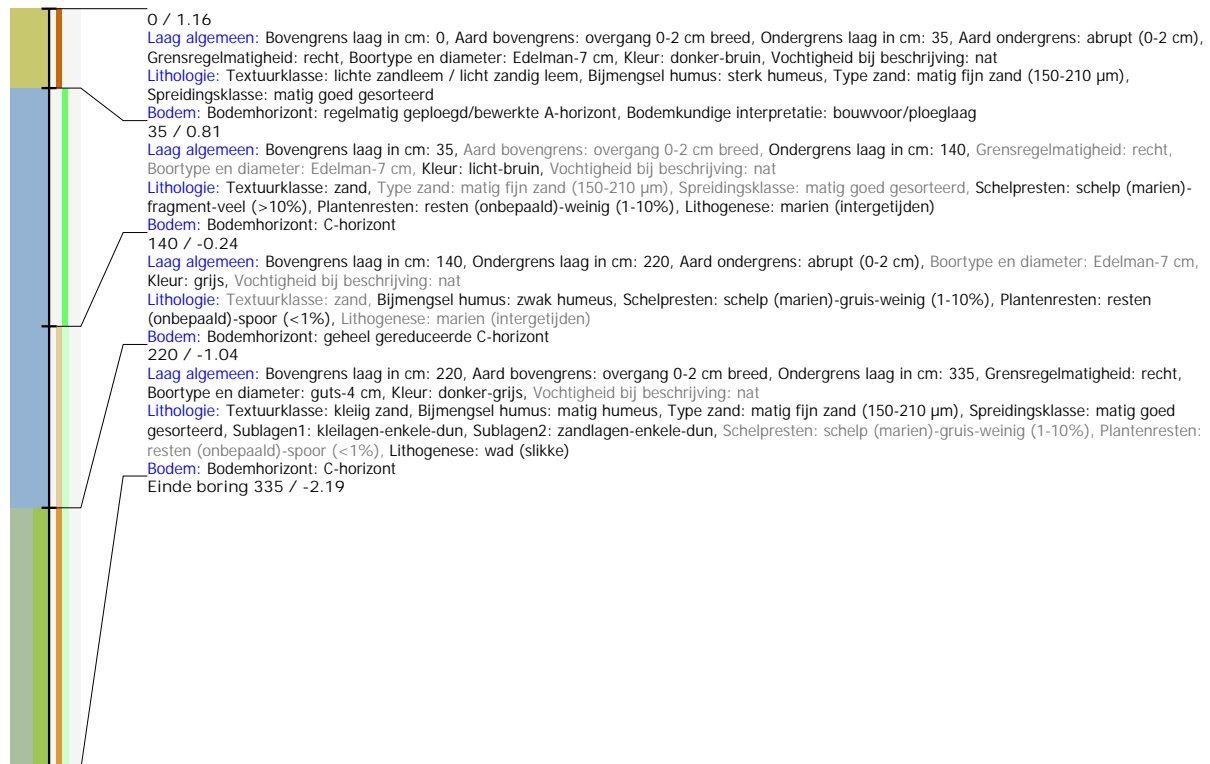 0 / 1.16
Laag algemeen: Bovengrens laag in cm: 0, Aard bovengrens: overgang 0-2 cm breed, Ondergrens laag in cm: 35, Aard ondergrens: abrupt (0-2 cm),
Grensregelmatigheid: recht, Boortype en diameter: Edelman-7 cm, Kleur: donker-bruin, Vochtigheid bij beschrijving: nat
Lithologie: Textuurklasse: lichte zandleem / licht zandig leem, Bijmengsel humus: sterk humeus, Type zand: matig fijn zand (150-210 µm),
Spreidingsklasse: matig goed gesorteerd
Bodem: Bodemhorizont: regelmatig geploegd/bewerkte A-horizont, Bodemkundige interpretatie: bouwvoor/ploeglaag
35 / 0.81
Laag algemeen: Bovengrens laag in cm: 35, Aard bovengrens: overgang 0-2 cm breed, Ondergrens laag in cm: 140, Grensregelmatigheid: recht,
Boortype en diameter: Edelman-7 cm, Kleur: licht-bruin, Vochtigheid bij beschrijving: nat
Lithologie: Textuurklasse: zand, Type zand: matig fijn zand (150-210 µm), Spreidingsklasse: matig goed gesorteerd, Schelpresten: schelp (marien)-
fragment-veel (>10%), Plantenresten: resten (onbepaald)-weinig (1-10%), Lithogenese: marien (intergetijden)
Bodem: Bodemhorizont: C-horizont
140 / -0.24
Laag algemeen: Bovengrens laag in cm: 140, Ondergrens laag in cm: 220, Aard ondergrens: abrupt (0-2 cm), Boortype en diameter: Edelman-7 cm,
Kleur: grijs, Vochtigheid bij beschrijving: nat
Lithologie: Textuurklasse: zand, Bijmengsel humus: zwak humeus, Schelpresten: schelp (marien)-gruis-weinig (1-10%), Plantenresten: resten
(onbepaald)-spoor (<1%), Lithogenese: marien (intergetijden)
Bodem: Bodemhorizont: geheel gereduceerde C-horizont
220 / -1.04
Laag algemeen: Bovengrens laag in cm: 220, Aard bovengrens: overgang 0-2 cm breed, Ondergrens laag in cm: 335, Grensregelmatigheid: recht,
Boortype en diameter: guts-4 cm, Kleur: donker-grijs, Vochtigheid bij beschrijving: nat
Lithologie: Textuurklasse: kleiig zand, Bijmengsel humus: matig humeus, Type zand: matig fijn zand (150-210 µm), Spreidingsklasse: matig goed
gesorteerd, Sublagen1: kleilagen-enkele-dun, Sublagen2: zandlagen-enkele-dun, Schelpresten: schelp (marien)-gruis-weinig (1-10%), Plantenresten:
resten (onbepaald)-spoor (<1%), Lithogenese: wad (slikke)
Bodem: Bodemhorizont: C-horizont
Einde boring 335 / -2.19